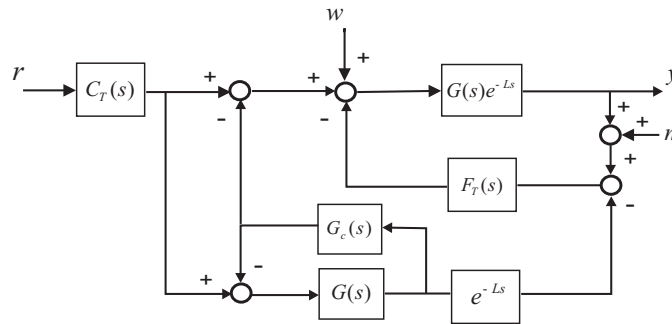 w
r
C_T(s)
+
+
+
+
-
-
G(s)e^{-Ls}
y
+
+
n
+
-
F_T(s)
G_c(s)
+
-
G(s)
e^{-Ls}